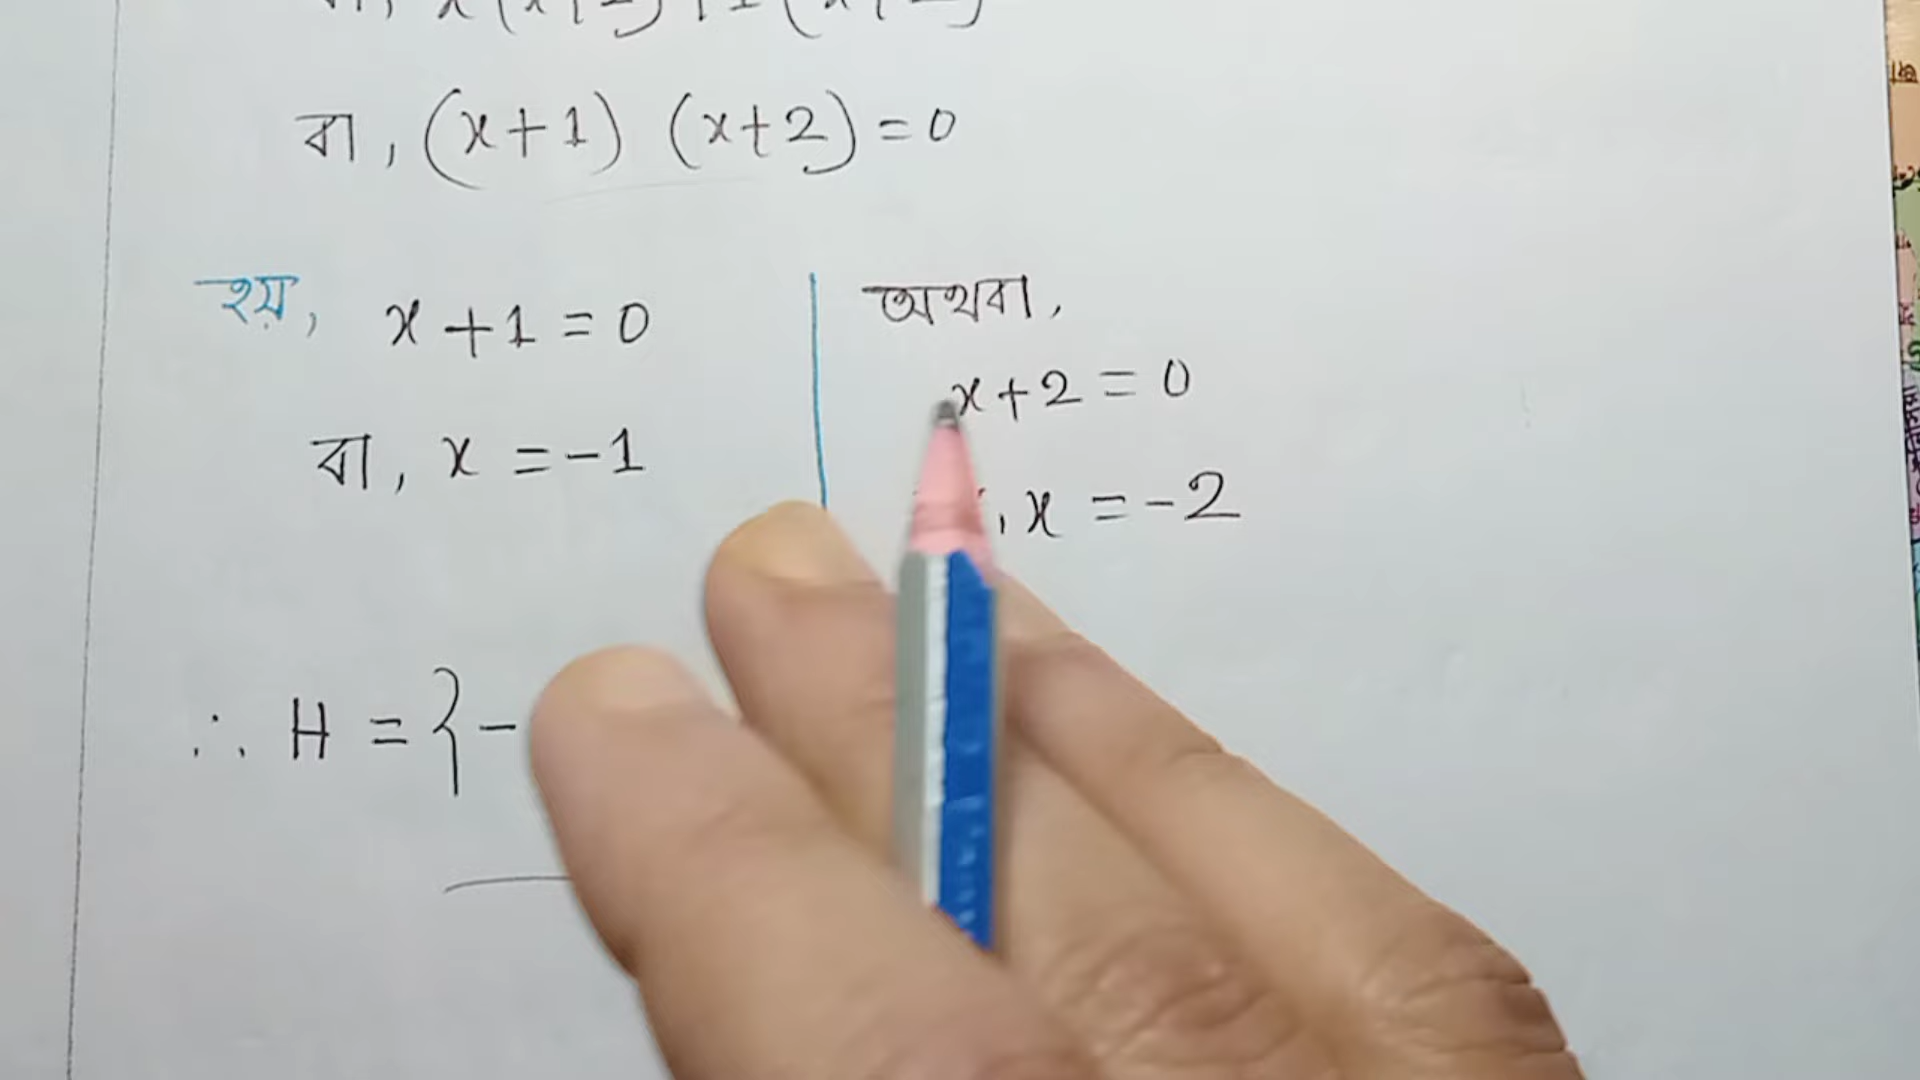 বা, (x+1) (x+2) = 0
হয়, x + 1 = 0
বা, x = -1
অথবা,
x+2 = 0
, x = -2
∴ H = {-